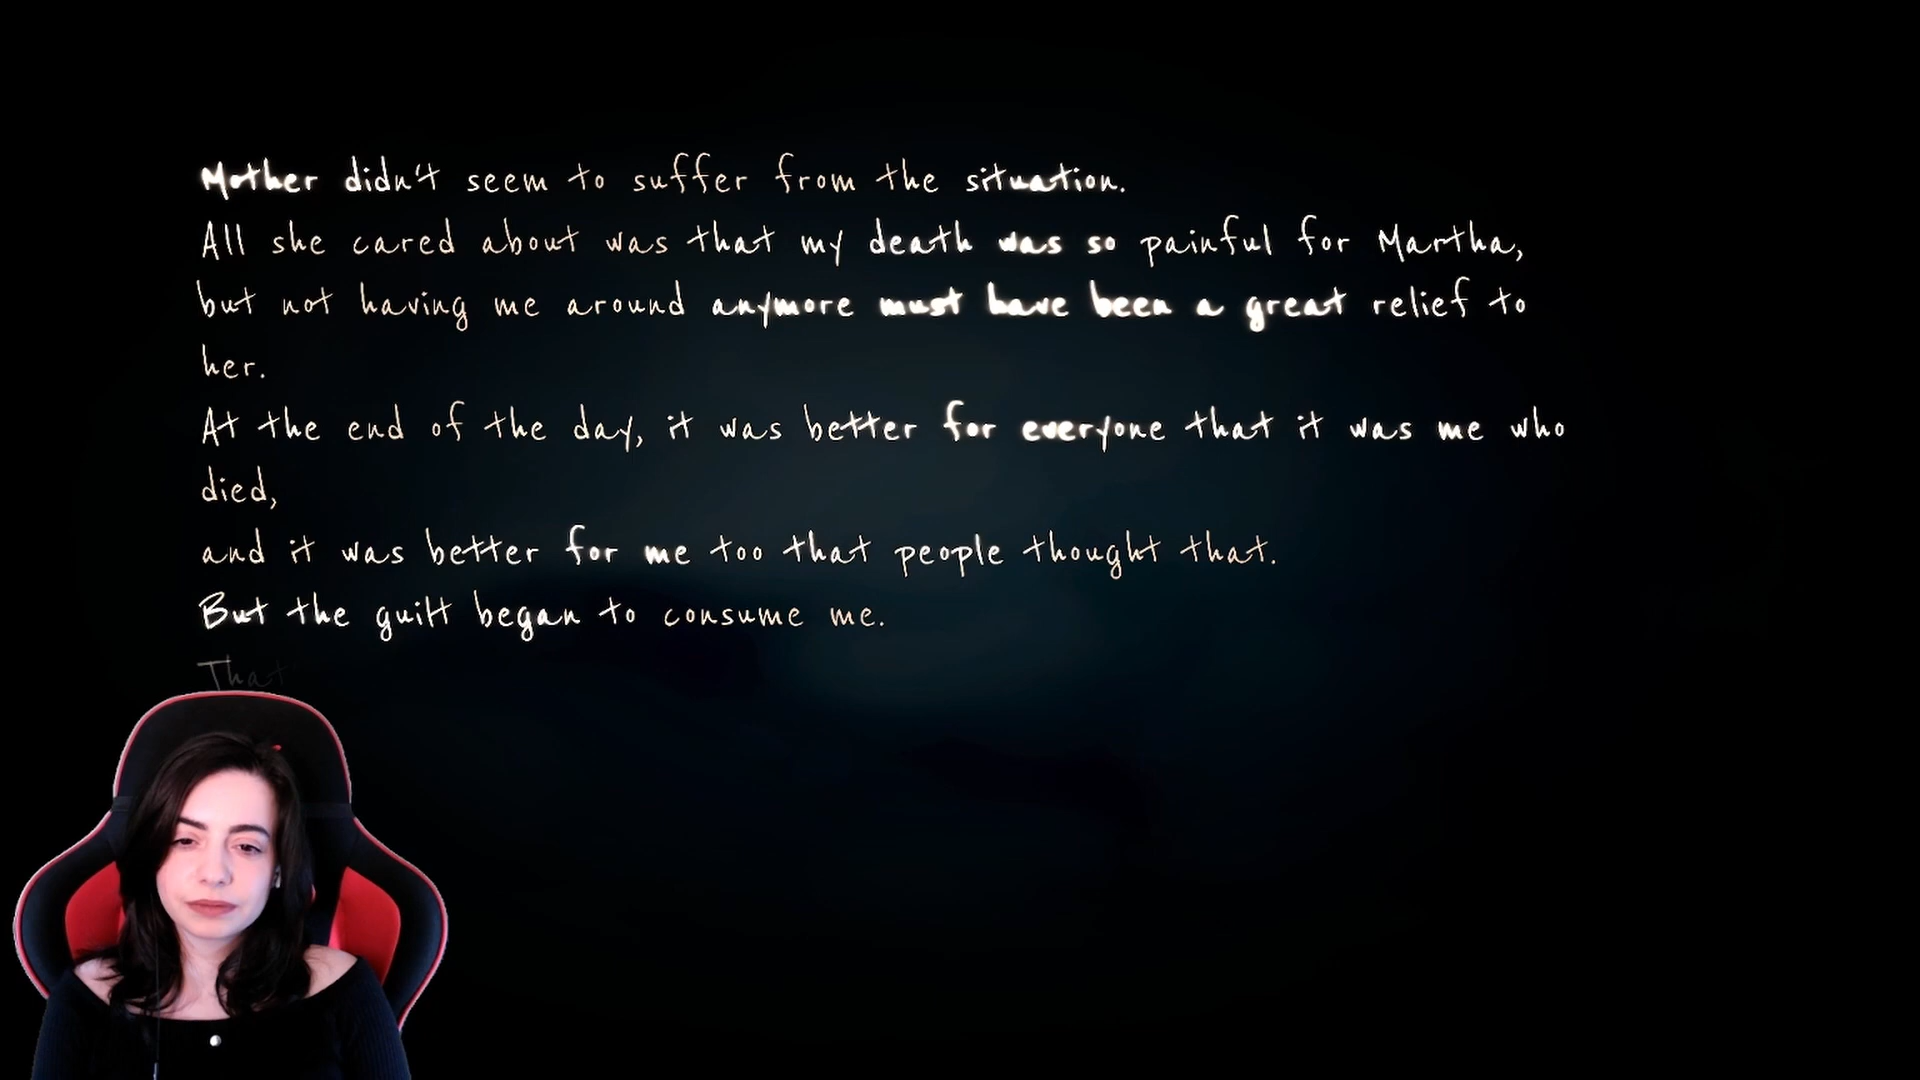 Mother didn't seem to suffer from the situation.
All she cared about was that my death was so painful for Martha,
but not having me around anymore must have been a great relief to
her.
At the end of the day, it was better for everyone that it was me who
died,
and it was better for me too that people thought that.
But the guilt began to consume me.
That